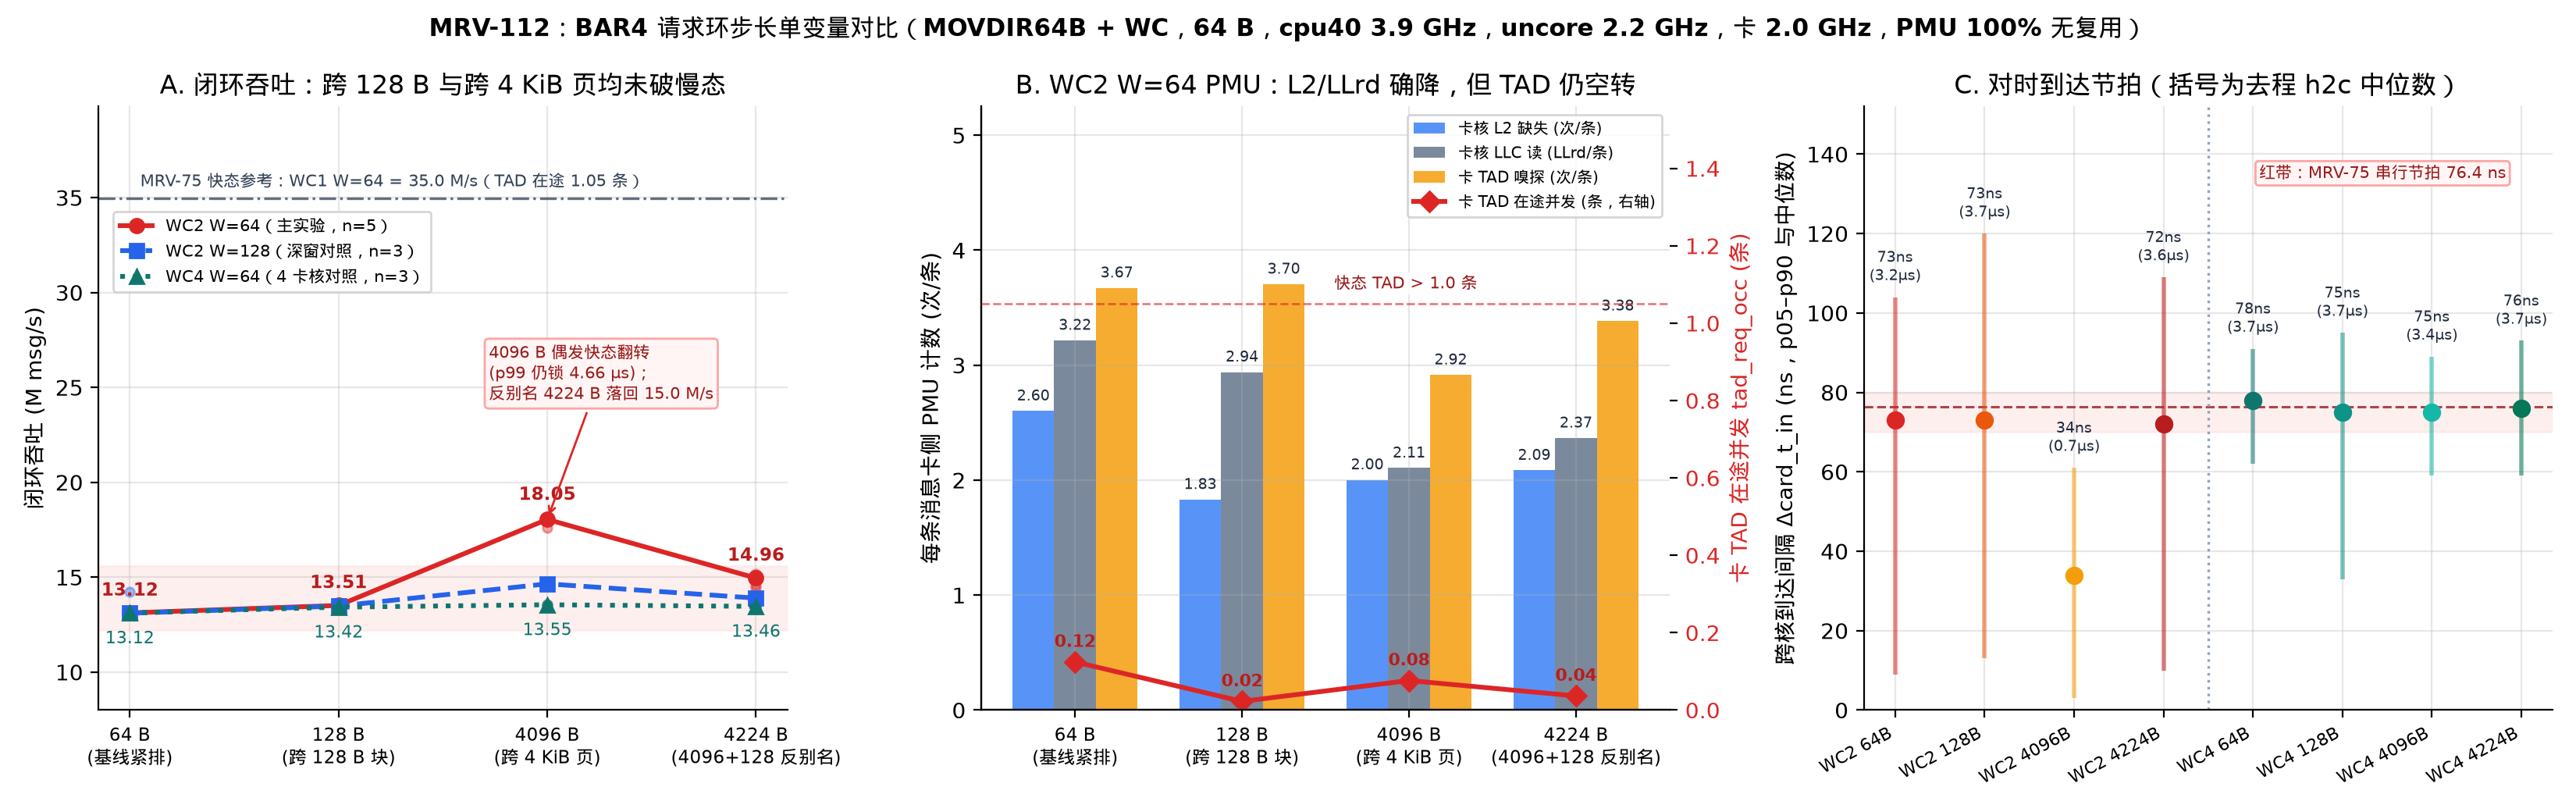 MRV-112：BAR4 请求环步长单变量对比（MOVDIR64B + WC，64 B，cpu40 3.9 GHz，uncore 2.2 GHz，卡 2.0 GHz，PMU 100% 无复用）
A. 闭环吞吐：跨 128 B 与跨 4 KiB 页均未破慢态
闭环吞吐 (M msg/s)
35
30
25
20
15
10
MRV-75 快态参考：WC1 W=64 = 35.0 M/s（TAD 在途 1.05 条）
WC2 W=64（主实验，n=5）
WC2 W=128（深窗对照，n=3）
WC4 W=64（4 卡核对照，n=3）
4096 B 偶发快态翻转
(p99 仍锁 4.66 µs)；
反别名 4224 B 落回 15.0 M/s
13.12
13.51
18.05
14.96
13.12
13.42
13.55
13.46
64 B
(基线紧排)
128 B
(跨 128 B 块)
4096 B
(跨 4 KiB 页)
4224 B
(4096+128 反别名)
B. WC2 W=64 PMU：L2/LLrd 确降，但 TAD 仍空转
每条消息卡侧 PMU 计数 (次/条)
5
4
3
2
1
0
卡核 L2 缺失 (次/条)
卡核 LLC 读 (LLrd/条)
卡 TAD 嗅探 (次/条)
卡 TAD 在途并发 (条，右轴)
快态 TAD > 1.0 条
2.60
3.22
3.67
1.83
2.94
3.70
2.00
2.11
2.92
2.09
2.37
3.38
0.12
0.02
0.08
0.04
64 B
(基线紧排)
128 B
(跨 128 B 块)
4096 B
(跨 4 KiB 页)
4224 B
(4096+128 反别名)
1.4
1.2
1.0
0.8
0.6
0.4
0.2
0.0
卡 TAD 在途并发 tad_req_occ (条)
C. 对时到达节拍（括号为去程 h2c 中位数）
跨核到达间隔 Δcard_t_in (ns，p05–p90 与中位数)
140
120
100
80
60
40
20
0
红带：MRV-75 串行节拍 76.4 ns
73ns
(3.2µs)
73ns
(3.7µs)
34ns
(0.7µs)
72ns
(3.6µs)
78ns
(3.7µs)
75ns
(3.7µs)
75ns
(3.4µs)
76ns
(3.7µs)
WC2 64B
WC2 128B
WC2 4096B
WC2 4224B
WC4 64B
WC4 128B
WC4 4096B
WC4 4224B